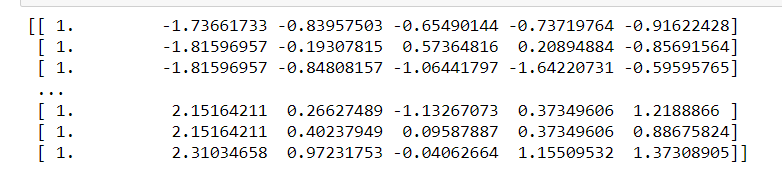 [[ 1.         -1.73661733 -0.83957503 -0.65490144 -0.73719764 -0.91622428]
 [ 1.         -1.81596957 -0.19307815  0.57364816  0.20894884 -0.85691564]
 [ 1.         -1.81596957 -0.84808157 -1.06441797 -1.64220731 -0.59595765]
 ...
 [ 1.          2.15164211  0.26627489 -1.13267073  0.37349606  1.2188866 ]
 [ 1.          2.15164211  0.40237949  0.09587887  0.37349606  0.88675824]
 [ 1.          2.31034658  0.97231753 -0.04062664  1.15509532  1.37308905]]